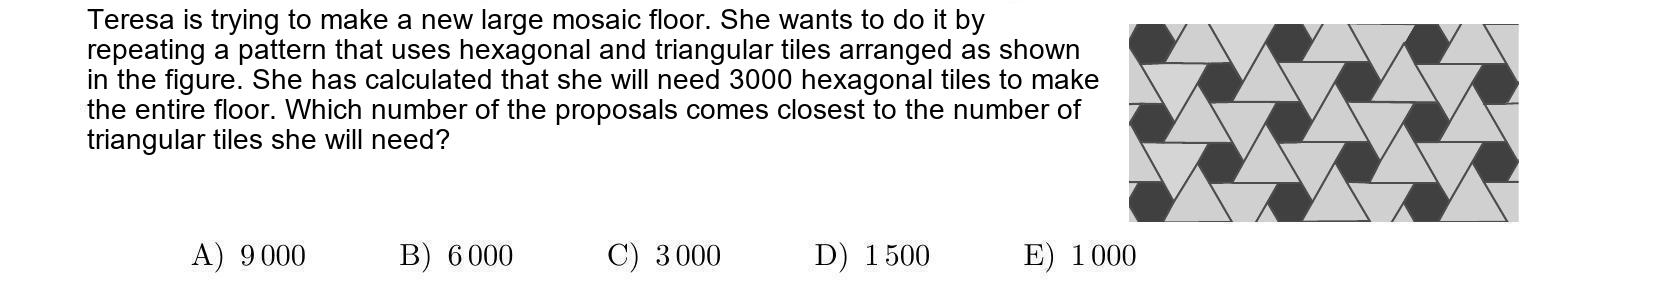 Teresa is trying to make a new large mosaic floor. She wants to do it by
repeating a pattern that uses hexagonal and triangular tiles arranged as shown
in the figure. She has calculated that she will need 3000 hexagonal tiles to make
the entire floor. Which number of the proposals comes closest to the number of
triangular tiles she will need?
A) 9 000 B) 6 000 C) 3 000 D) 1 500 E) 1 000